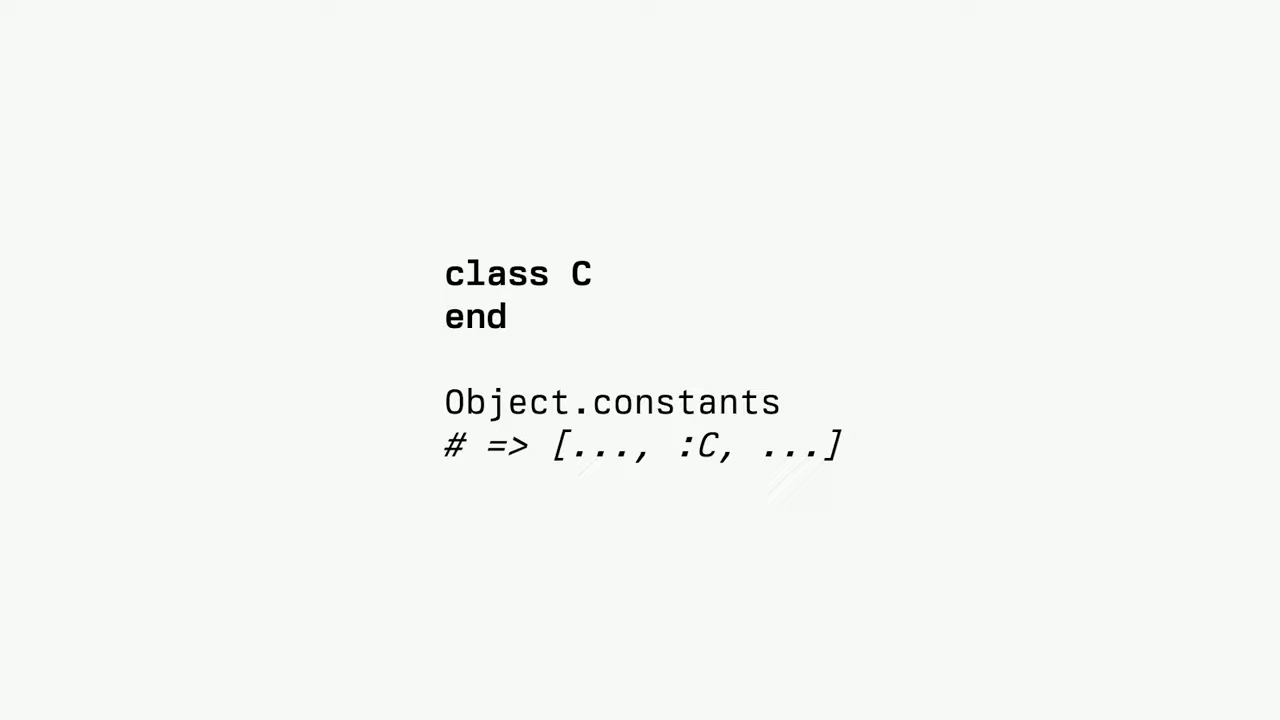 class C
end
Object.constants
# => [..., :C, ...]